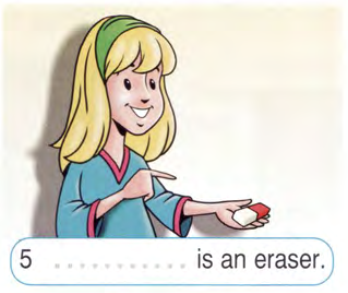 5 ............ is an eraser.